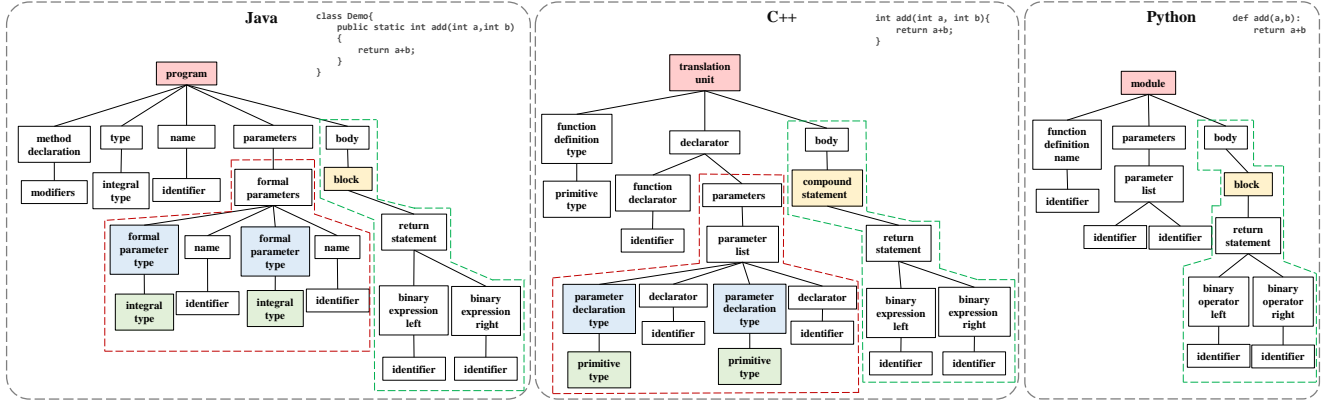 Java
class Demo{
public static int add(int a,int b)
{
return a+b;
}
}
program
method
declaration
type
name
parameters
body
modifiers
integral
type
identifier
formal
parameters
block
formal
parameter
type
name
formal
parameter
type
name
return
statement
integral
type
identifier
integral
type
identifier
binary
expression
left
binary
expression
right
identifier
identifier
C++
int add(int a, int b){
return a+b;
}
translation
unit
function
definition
type
declarator
body
primitive
type
function
declarator
parameters
compound
statement
identifier
parameter
list
return
statement
parameter
declaration
type
declarator
parameter
declaration
type
declarator
binary
expression
left
binary
expression
right
identifier
identifier
primitive
type
primitive
type
identifier
identifier
Python
def add(a,b):
return a+b
module
function
definition
name
parameters
body
identifier
parameter
list
block
identifier
identifier
return
statement
binary
operator
left
binary
operator
right
identifier
identifier